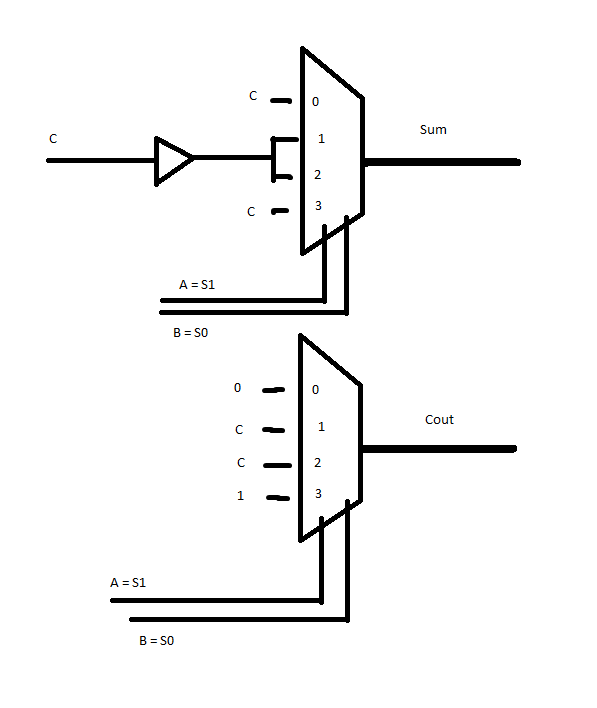 C
0
Sum
C
1
2
3
C
A = S1
B = S0
0
0
Cout
C
1
C
2
1
3
A = S1
B = S0